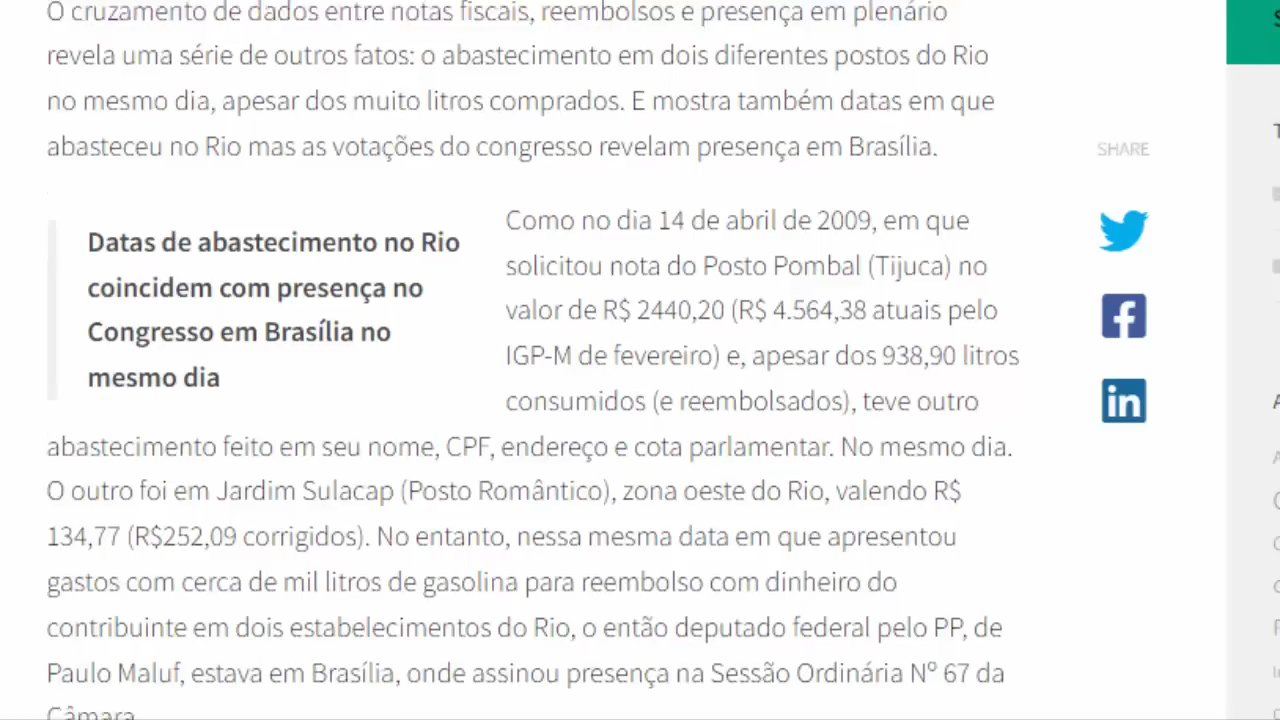 O cruzamento de dados entre notas fiscais, reembolsos e presença em plenário
revela uma série de outros fatos: o abastecimento em dois diferentes postos do Rio
no mesmo dia, apesar dos muito litros comprados. E mostra também datas em que
abasteceu no Rio mas as votações do congresso revelam presença em Brasília.
SHARE
Datas de abastecimento no Rio
coincidem com presença no
Congresso em Brasília no
mesmo dia
Como no dia 14 de abril de 2009, em que
solicitou nota do Posto Pombal (Tijuca) no
valor de R$ 2440,20 (R$ 4.564,38 atuais pelo
IGP-M de fevereiro) e, apesar dos 938,90 litros
consumidos (e reembolsados), teve outro
abastecimento feito em seu nome, CPF, endereço e cota parlamentar. No mesmo dia.
O outro foi em Jardim Sulacap (Posto Romântico), zona oeste do Rio, valendo R$
134,77 (R$252,09 corrigidos). No entanto, nessa mesma data em que apresentou
gastos com cerca de mil litros de gasolina para reembolso com dinheiro do
contribuinte em dois estabelecimentos do Rio, o então deputado federal pelo PP, de
Paulo Maluf, estava em Brasília, onde assinou presença na Sessão Ordinária Nº 67 da
Câmara